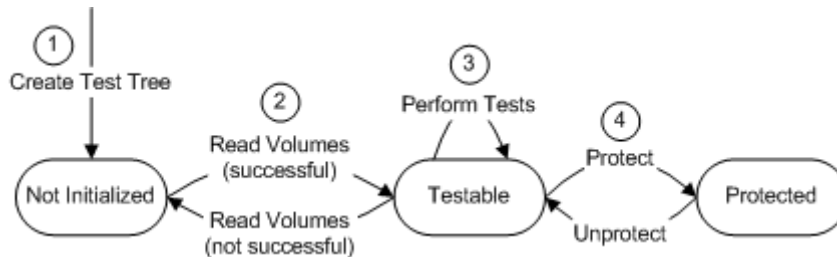 1
Create Test Tree
2
3
Perform Tests
4
Read Volumes
(successful)
Protect
Not Initialized
Testable
Protected
Read Volumes
(not successful)
Unprotect